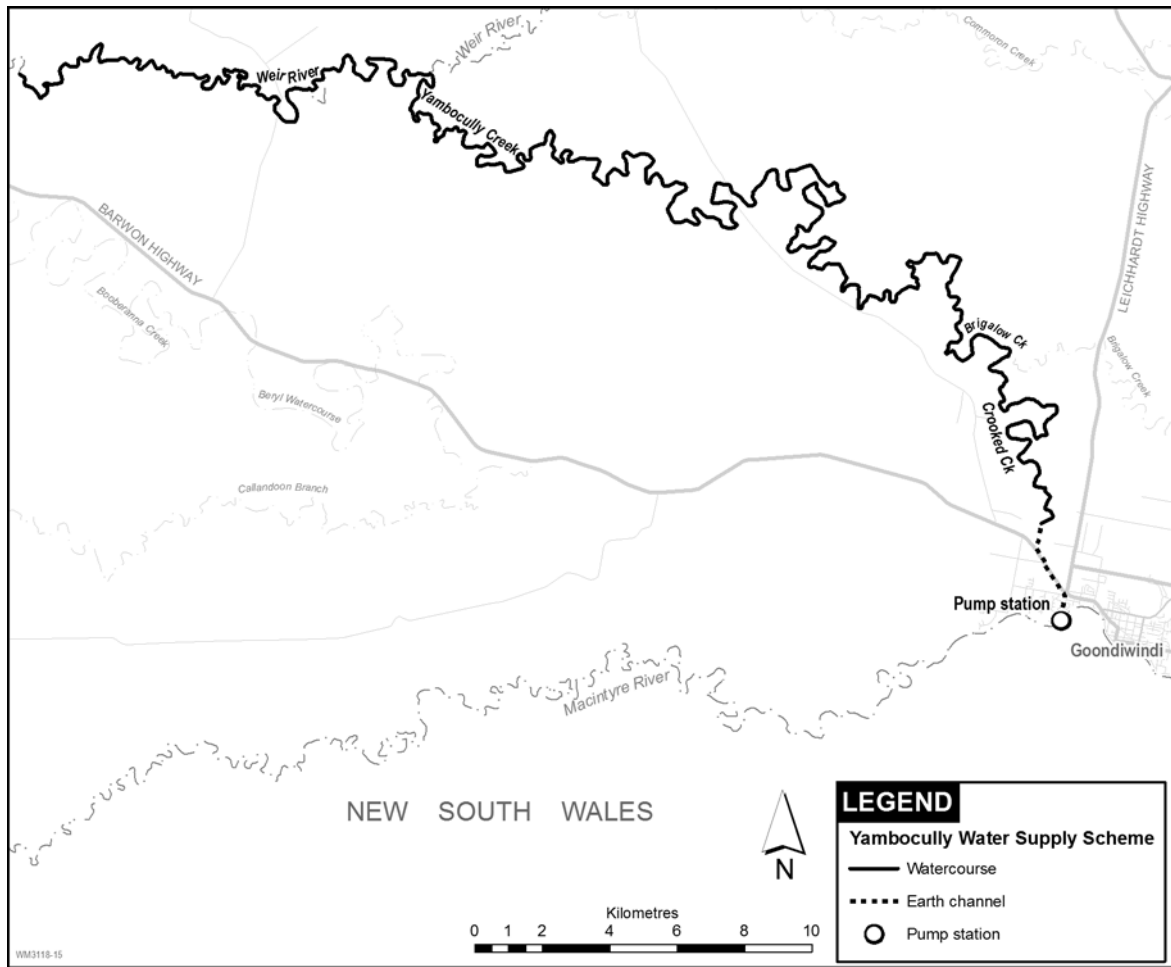 Commoron Creek
Weir River
Weir River
Yambocully Creek
LEICHHARDT HIGHWAY
BARWON HIGHWAY
Booberanna Creek
Brigalow Ck
Brigalow Creek
Beryl Watercourse
Crooked Ck
Callandoon Branch
Pump station
Goondiwindi
Macintyre River
NEW SOUTH WALES
N
LEGEND
Yambocully Water Supply Scheme
Watercourse
Earth channel
Pump station
Kilometres
0 1 2 4 6 8 10
WM3118-15